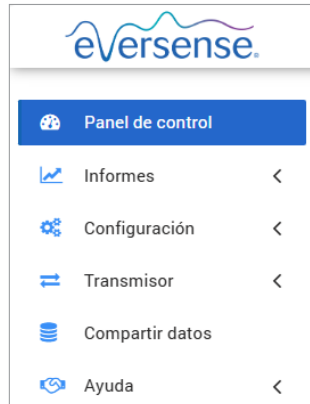 eversense.
Panel de control
Informes
Configuración
Transmisor
Compartir datos
Ayuda